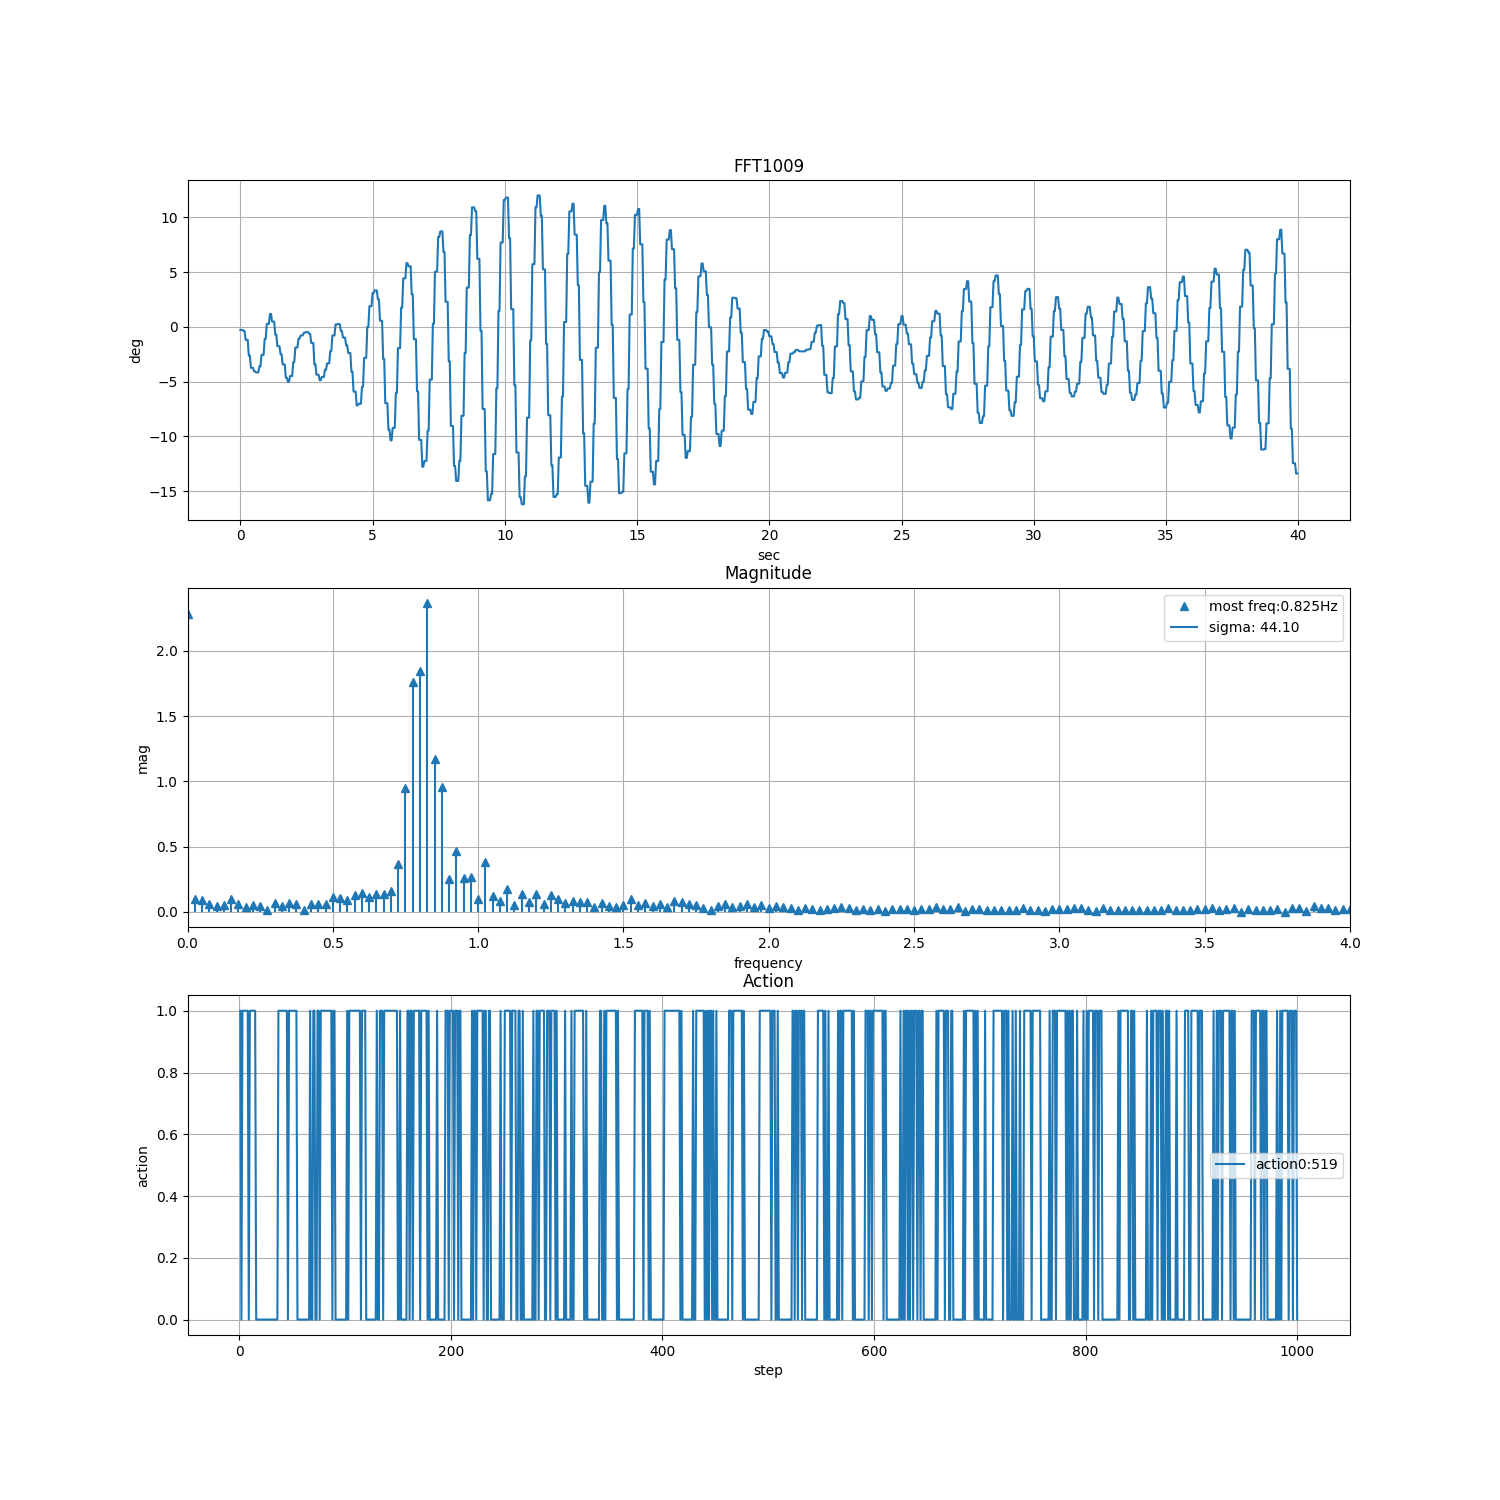 FFT1009
10
5
0
−5
−10
−15
deg
0 5 10 15 20 25 30 35 40
sec
Magnitude
most freq:0.825Hz
sigma: 44.10
2.0
1.5
1.0
0.5
0.0
mag
0.0 0.5 1.0 1.5 2.0 2.5 3.0 3.5 4.0
frequency
Action
1.0
0.8
0.6
0.4
0.2
0.0
action
action0:519
0 200 400 600 800 1000
step